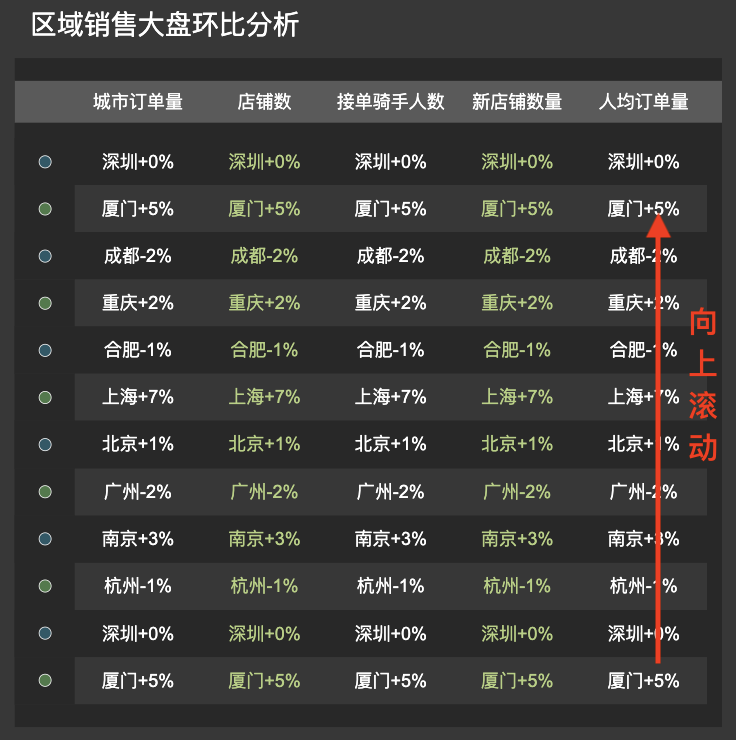 区域销售大盘环比分析
城市订单量 店铺数 接单骑手人数 新店铺数量 人均订单量
深圳+0% 深圳+0% 深圳+0% 深圳+0% 深圳+0%
厦门+5% 厦门+5% 厦门+5% 厦门+5% 厦门+5%
成都-2% 成都-2% 成都-2% 成都-2% 成都-2%
重庆+2% 重庆+2% 重庆+2% 重庆+2% 重庆+2%
合肥-1% 合肥-1% 合肥-1% 合肥-1% 合肥-1%
上海+7% 上海+7% 上海+7% 上海+7% 上海+7%
北京+1% 北京+1% 北京+1% 北京+1% 北京+1%
广州-2% 广州-2% 广州-2% 广州-2% 广州-2%
南京+3% 南京+3% 南京+3% 南京+3% 南京+3%
杭州-1% 杭州-1% 杭州-1% 杭州-1% 杭州-1%
深圳+0% 深圳+0% 深圳+0% 深圳+0% 深圳+0%
厦门+5% 厦门+5% 厦门+5% 厦门+5% 厦门+5%
向上滚动